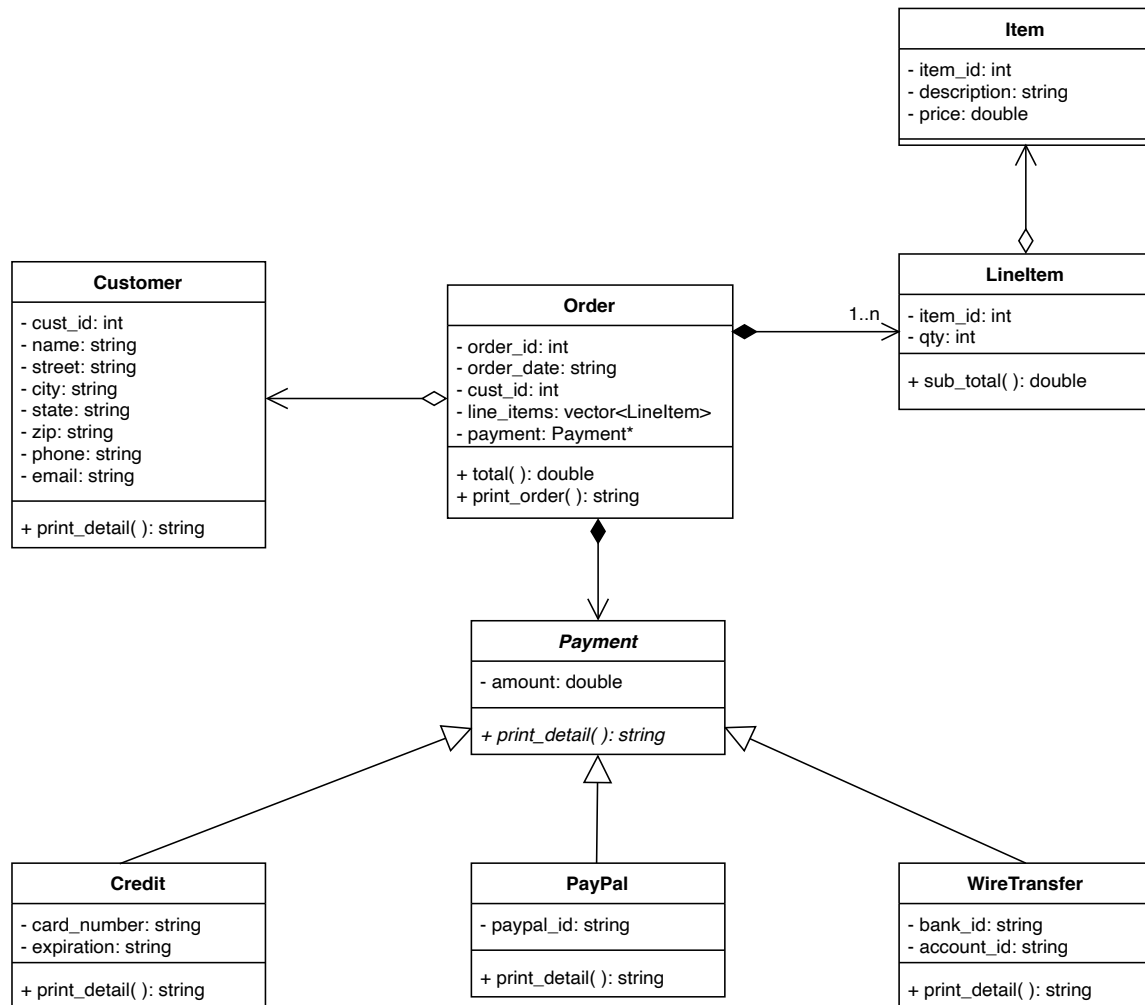 Item
- item_id: int
- description: string
- price: double
Customer
- cust_id: int
- name: string
- street: string
- city: string
- state: string
- zip: string
- phone: string
- email: string
+ print_detail( ): string
Order
- order_id: int
- order_date: string
- cust_id: int
- line_items: vector<LineItem>
- payment: Payment*
+ total( ): double
+ print_order( ): string
1..n
LineItem
- item_id: int
- qty: int
+ sub_total( ): double
Payment
- amount: double
+ print_detail( ): string
Credit
- card_number: string
- expiration: string
+ print_detail( ): string
PayPal
- paypal_id: string
+ print_detail( ): string
WireTransfer
- bank_id: string
- account_id: string
+ print_detail( ): string